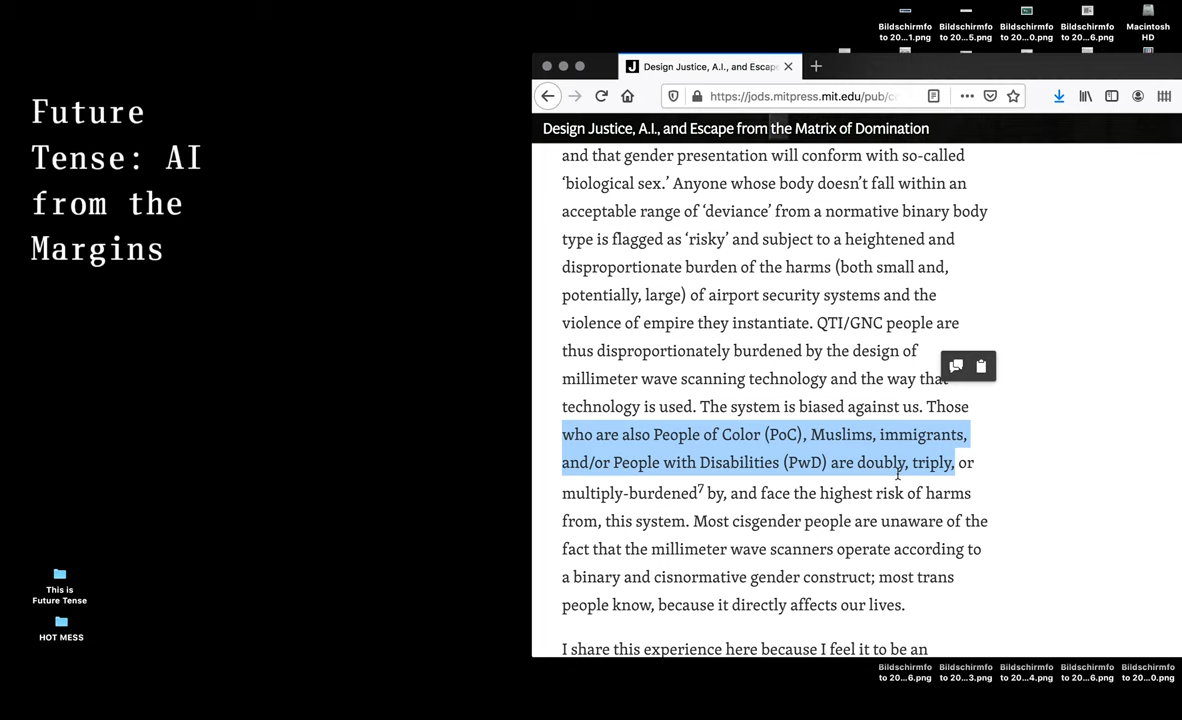 Future
Tense: AI
from the
Margins
This is
Future Tense
HOT MESS
Bildschirmfo
to 20...1.png
Bildschirmfo
to 20...5.png
Bildschirmfo
to 20...0.png
Bildschirmfo
to 20...6.png
Macintosh
HD
J Design Justice, A.I., and Escape
https://jods.mitpress.mit.edu/pub/c
Design Justice, A.I., and Escape from the Matrix of Domination
and that gender presentation will conform with so-called
‘biological sex.’ Anyone whose body doesn’t fall within an
acceptable range of ‘deviance’ from a normative binary body
type is flagged as ‘risky’ and subject to a heightened and
disproportionate burden of the harms (both small and,
potentially, large) of airport security systems and the
violence of empire they instantiate. QTI/GNC people are
thus disproportionately burdened by the design of
millimeter wave scanning technology and the way that
technology is used. The system is biased against us. Those
who are also People of Color (PoC), Muslims, immigrants,
and/or People with Disabilities (PwD) are doubly, triply, or
multiply-burdened7 by, and face the highest risk of harms
from, this system. Most cisgender people are unaware of the
fact that the millimeter wave scanners operate according to
a binary and cisnormative gender construct; most trans
people know, because it directly affects our lives.
I share this experience here because I feel it to be an
Bildschirmfo
to 20...6.png
Bildschirmfo
to 20...3.png
Bildschirmfo
to 20...4.png
Bildschirmfo
to 20...6.png
Bildschirmfo
to 20...0.png